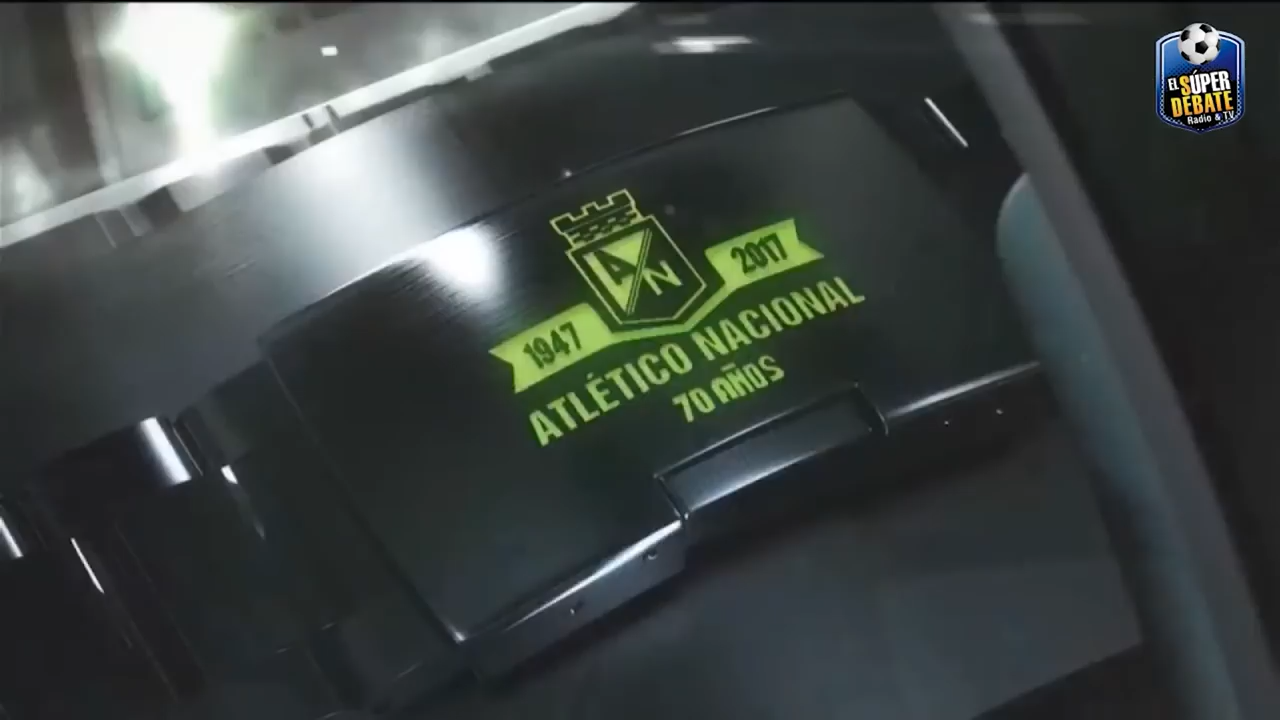 EL SÚPER
DEBATE
Radio & TV
AN
1947
2017
ATLÉTICO NACIONAL
70 AÑOS